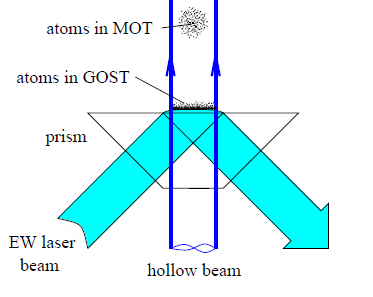 atoms in MOT
atoms in GOST
prism
EW laser
beam
hollow beam